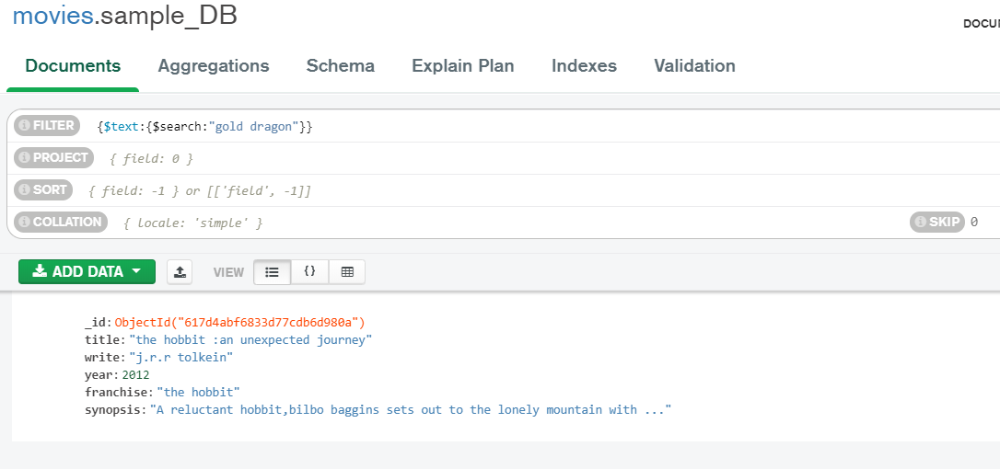 movies.sample_DB
DOCU
Documents Aggregations Schema Explain Plan Indexes Validation
FILTER {$text:{$search:"gold dragon"}}
PROJECT { field: 0 }
SORT { field: -1 } or [['field', -1]]
COLLATION { locale: 'simple' } SKIP 0
ADD DATA VIEW {}
_id: ObjectId("617d4abf6833d77cdb6d980a")
title: "the hobbit :an unexpected journey"
write: "j.r.r tolkein"
year: 2012
franchise: "the hobbit"
synopsis: "A reluctant hobbit,bilbo baggins sets out to the lonely mountain with ..."